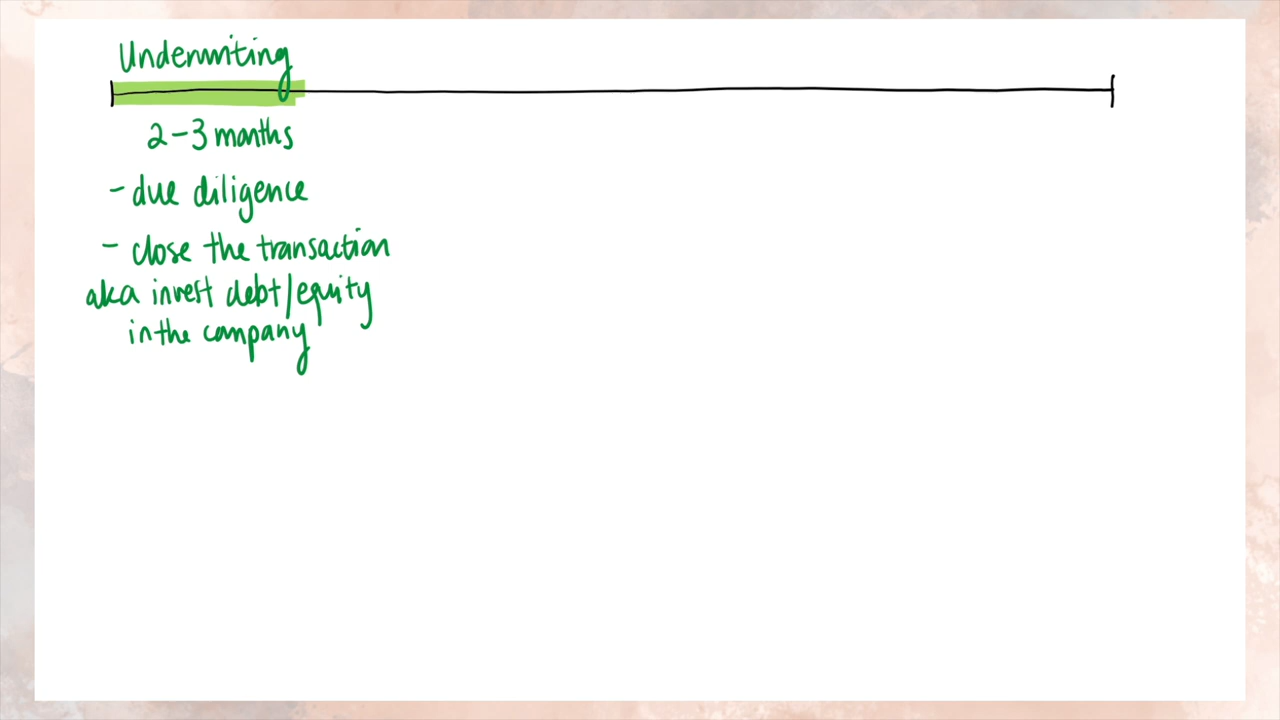 Underwriting
2-3 months
- due diligence
- close the transaction
aka invest debt/equity
in the company